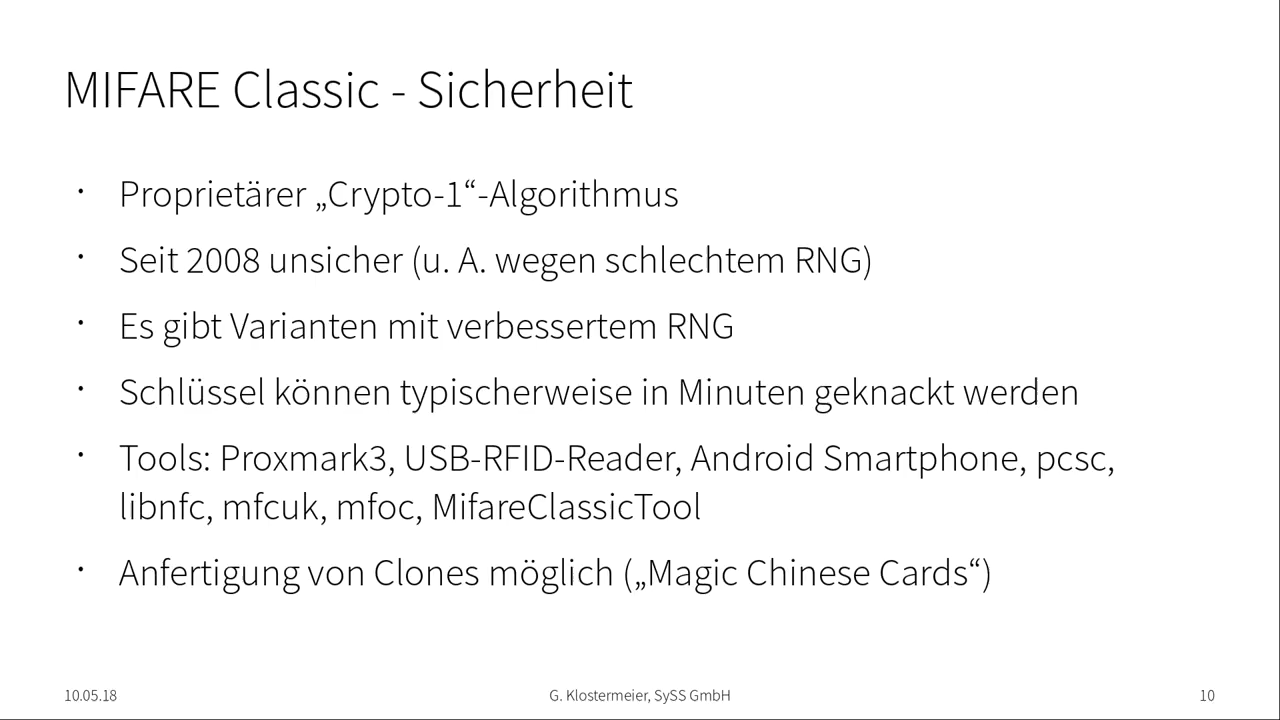 MIFARE Classic - Sicherheit
· Proprietärer „Crypto-1“-Algorithmus
· Seit 2008 unsicher (u. A. wegen schlechtem RNG)
· Es gibt Varianten mit verbessertem RNG
· Schlüssel können typischerweise in Minuten geknackt werden
· Tools: Proxmark3, USB-RFID-Reader, Android Smartphone, pcsc,
libnfc, mfcuk, mfoc, MifareClassicTool
· Anfertigung von Clones möglich („Magic Chinese Cards“)
10.05.18
G. Klostermeier, SySS GmbH
10